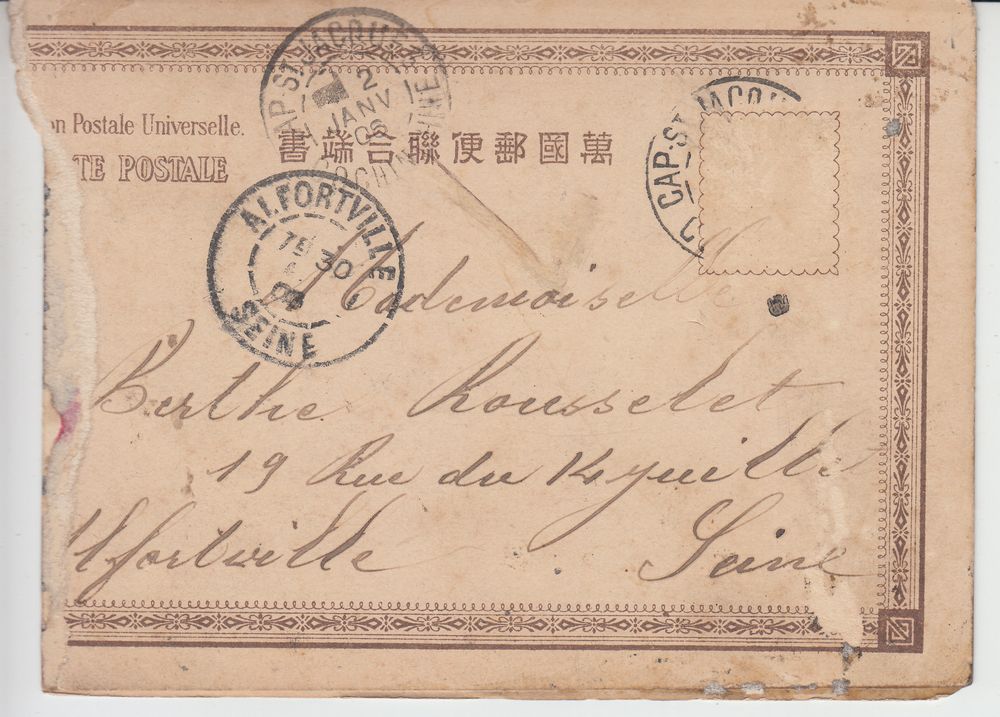 on Postale Universelle.
TE POSTALE
萬國郵便聯合端書
CAP-ST-JACQUES
2
JANV
06
COCHINCHINE
CAP-ST-JACQU
ALFORTVILLE
30
SEINE
Mademoiselle
Berthe Rousselet
19 Rue du 14 Juillet
Alfortville Seine